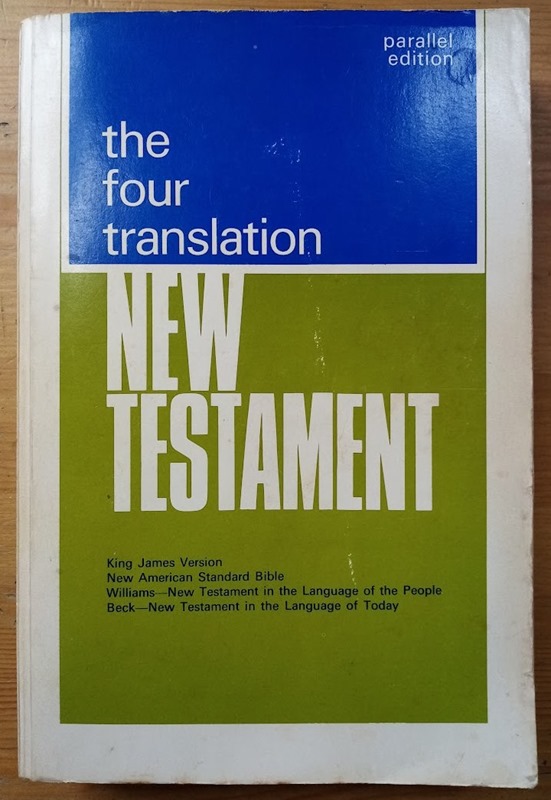 parallel
edition
the
four
translation
NEW
TESTAMENT
King James Version
New American Standard Bible
Williams—New Testament in the Language of the People
Beck—New Testament in the Language of Today